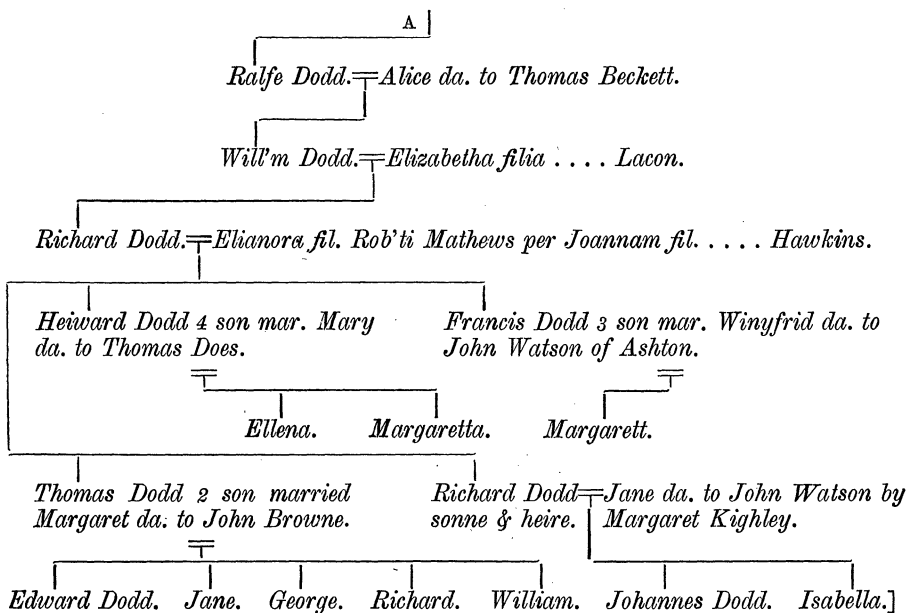 A
Ralfe Dodd. Alice da. to Thomas Beckett.
Will'm Dodd. Elizabetha filia . . . . Lacon.
Richard Dodd. Elianora fil. Rob'ti Mathews per Joannam fil. . . . . . Hawkins.
Heiward Dodd 4 son mar. Mary
da. to Thomas Does.
Francis Dodd 3 son mar. Winyfrid da. to
John Watson of Ashton.
Ellena. Margaretta. Margarett.
Thomas Dodd 2 son married
Margaret da. to John Browne.
Richard Dodd
sonne & heire.
Jane da. to John Watson by
Margaret Kighley.
Edward Dodd. Jane. George. Richard. William. Johannes Dodd. Isabella.]